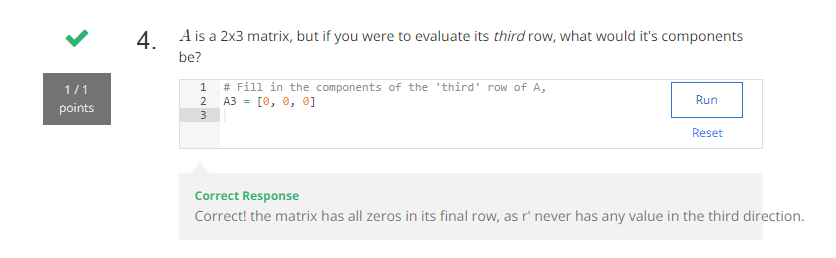 4. A is a 2x3 matrix, but if you were to evaluate its third row, what would it's components
be?
1/1
points
1 # Fill in the components of the 'third' row of A,
2 A3 = [0, 0, 0]
3
Run
Reset
Correct Response
Correct! the matrix has all zeros in its final row, as r' never has any value in the third direction.